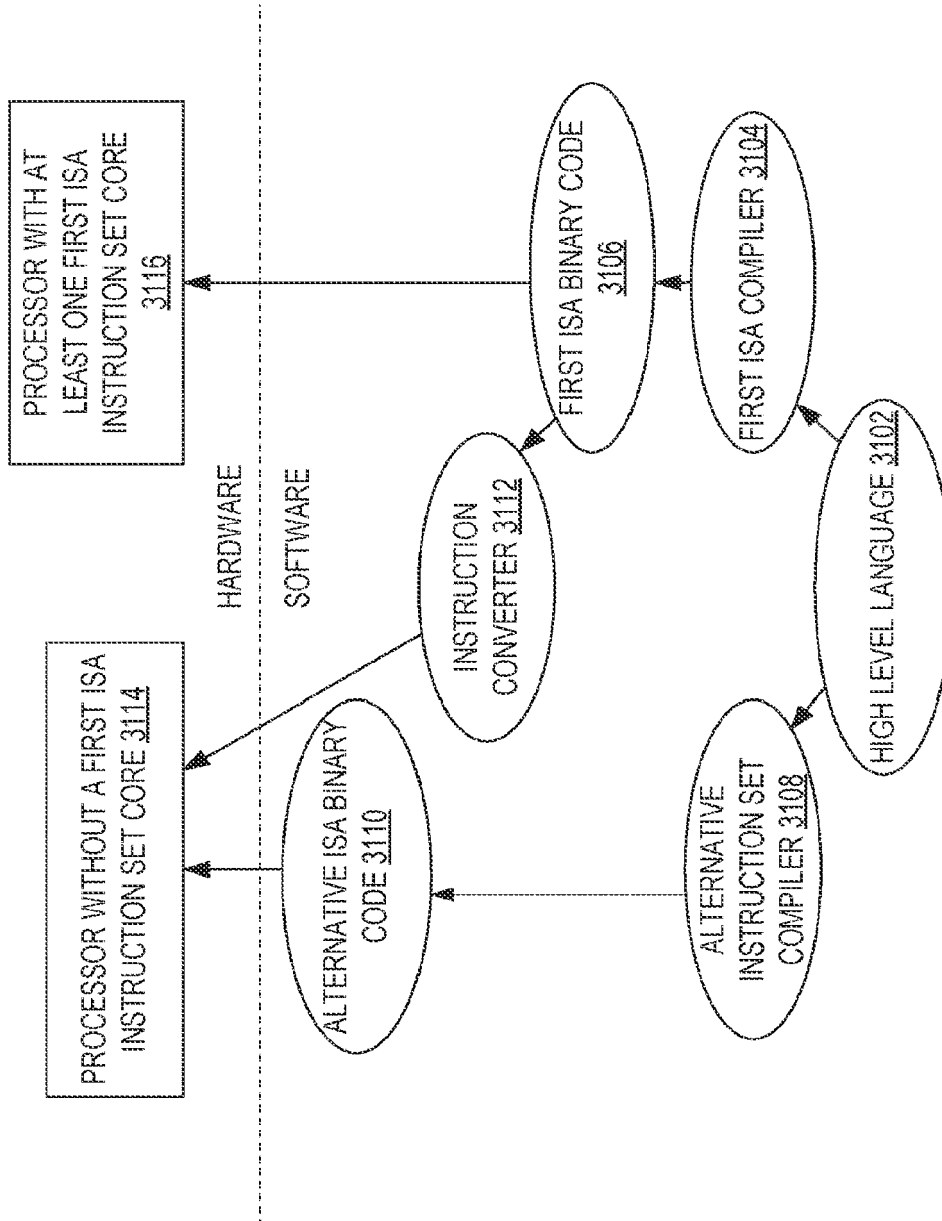 PROCESSOR WITHOUT A FIRST ISA
INSTRUCTION SET CORE 3114
PROCESSOR WITH AT
LEAST ONE FIRST ISA
INSTRUCTION SET CORE
3116
HARDWARE
SOFTWARE
ALTERNATIVE ISA BINARY
CODE 3110
INSTRUCTION
CONVERTER 3112
FIRST ISA BINARY CODE
3106
ALTERNATIVE
INSTRUCTION SET
COMPILER 3108
FIRST ISA COMPILER 3104
HIGH LEVEL LANGUAGE 3102